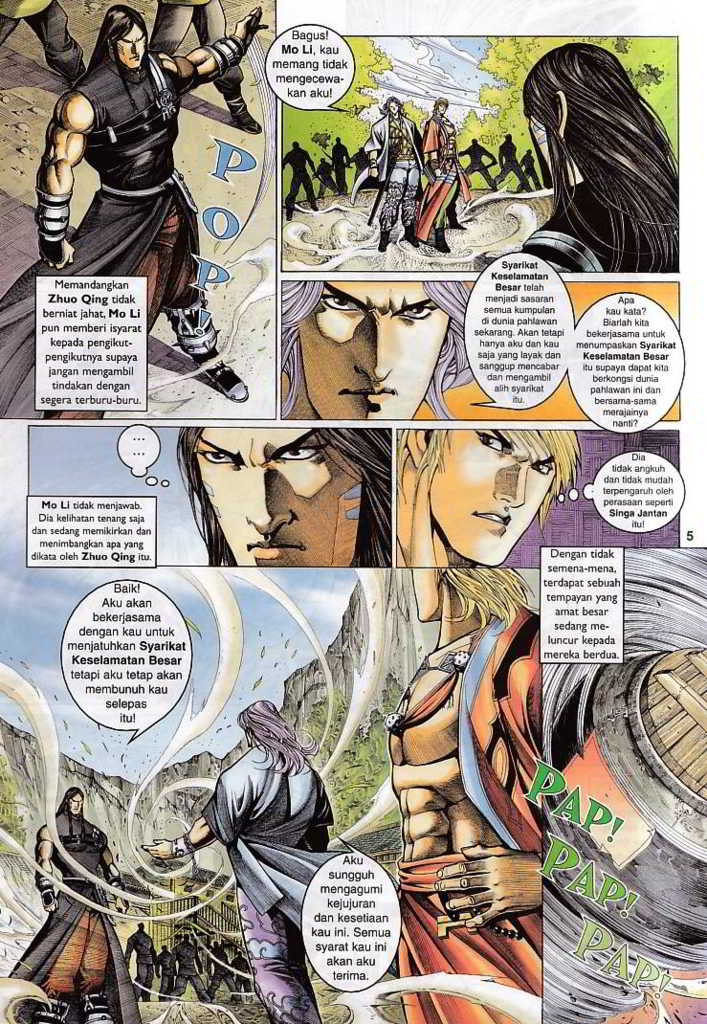 POP!
Bagus!
Mo Li, kau
memang tidak
mengecewa-
kan aku!
Memandangkan
Zhuo Qing tidak
berniat jahat, Mo Li
pun memberi isyarat
kepada pengikut-
pengikutnya supaya
jangan mengambil
tindakan dengan
segera terburu-buru.
Syarikat
Keselamatan
Besar telah
menjadi sasaran
semua kumpulan
di dunia pahlawan
sekarang. Akan tetapi
hanya aku dan kau
saja yang layak dan
sanggup mencabar
dan mengambil
alih syarikat
itu.
Apa
kau kata?
Biarlah kita
bekerjasama untuk
menumpaskan Syarikat
Keselamatan Besar
itu supaya dapat kita
berkongsi dunia
pahlawan ini dan
bersama-sama
merajainya
nanti?
...
...
Mo Li tidak menjawab.
Dia kelihatan tenang saja
dan sedang memikirkan dan
menimbangkan apa yang
dikata oleh Zhuo Qing itu.
Dia
tidak angkuh
dan tidak mudah
terpengaruh oleh
perasaan seperti
Singa Jantan
itu!
5
Baik!
Aku akan
bekerjasama
dengan kau untuk
menjatuhkan Syarikat
Keselamatan Besar
tetapi aku tetap akan
membunuh kau
selepas
itu!
Dengan tidak
semena-mena,
terdapat sebuah
tempayan yang
amat besar
sedang me-
luncur kepada
mereka berdua.
Aku
sungguh
mengagumi
kejujuran
dan kesetiaan
kau ini. Semua
syarat kau ini
akan aku
terima.
PAP!
PAP!
PAP!